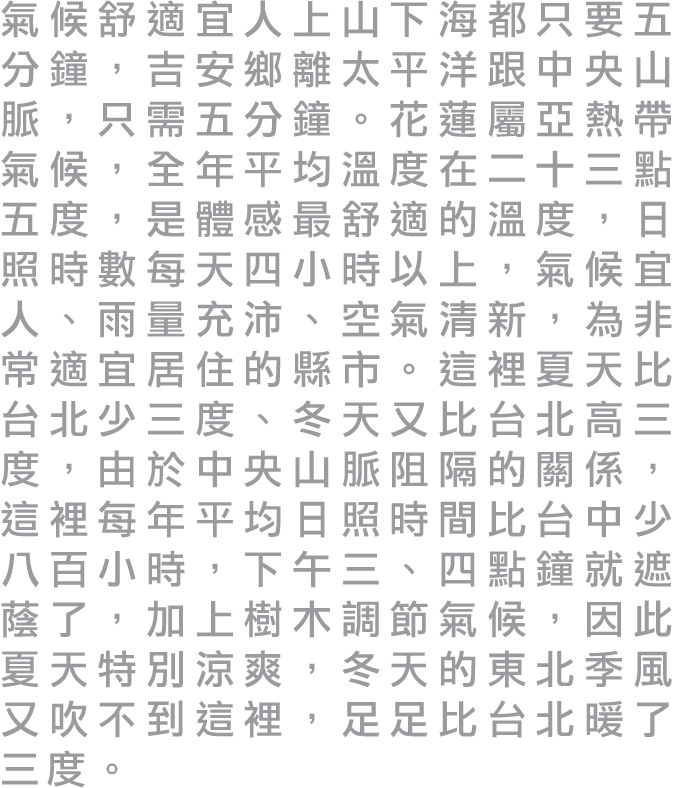 氣候舒適宜人上山下海都只要五
分鐘，吉安鄉離太平洋跟中央山
脈，只需五分鐘。花蓮屬亞熱帶
氣候，全年平均溫度在二十三點
五度，是體感最舒適的溫度，日
照時數每天四小時以上，氣候宜
人、雨量充沛、空氣清新，為非
常適宜居住的縣市。這裡夏天比
台北少三度、冬天又比台北高三
度，由於中央山脈阻隔的關係，
這裡每年平均日照時間比台中少
八百小時，下午三、四點鐘就遮
蔭了，加上樹木調節氣候，因此
夏天特別涼爽，冬天的東北季風
又吹不到這裡，足足比台北暖了
三度。